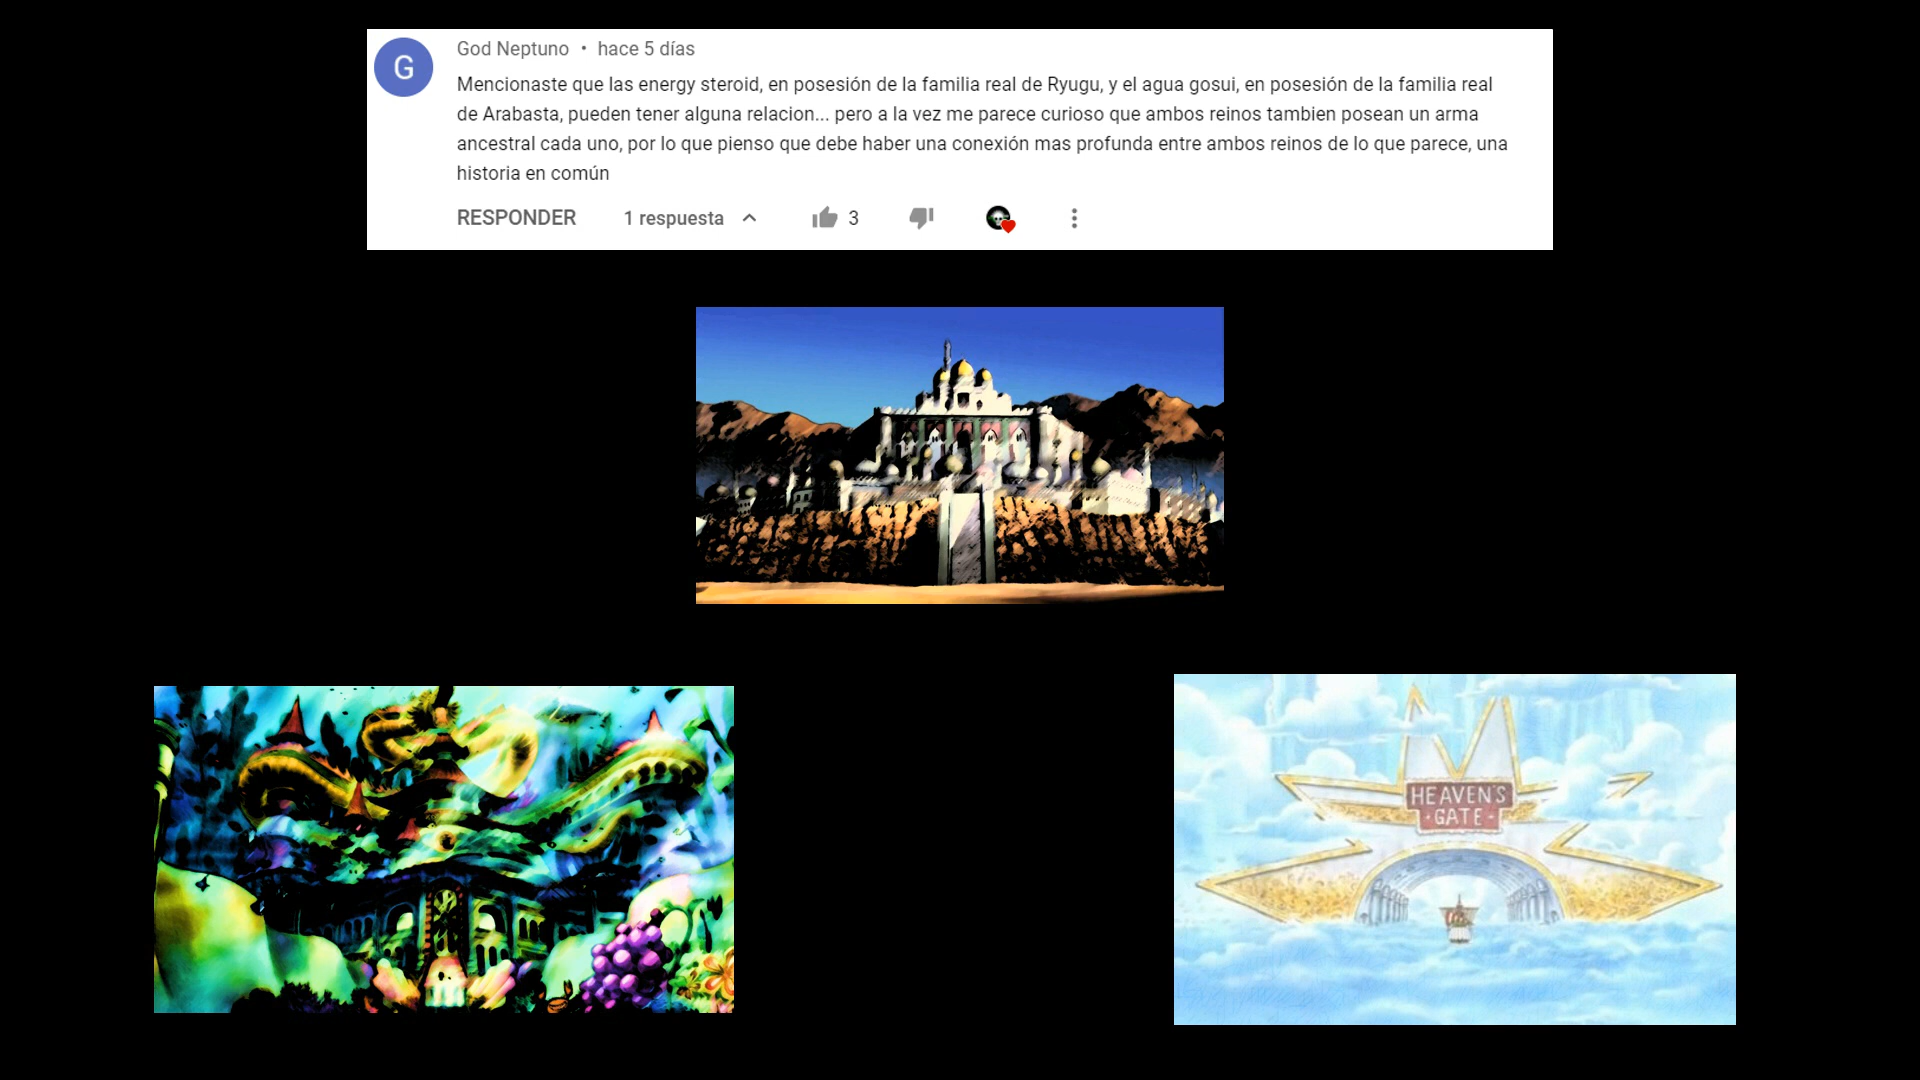 G
God Neptuno • hace 5 días
Mencionaste que las energy steroid, en posesión de la familia real de Ryugu, y el agua gosui, en posesión de la familia real
de Arabasta, pueden tener alguna relacion... pero a la vez me parece curioso que ambos reinos tambien posean un arma
ancestral cada uno, por lo que pienso que debe haber una conexión mas profunda entre ambos reinos de lo que parece, una
historia en común
RESPONDER 1 respuesta 3
HEAVEN'S
·GATE·